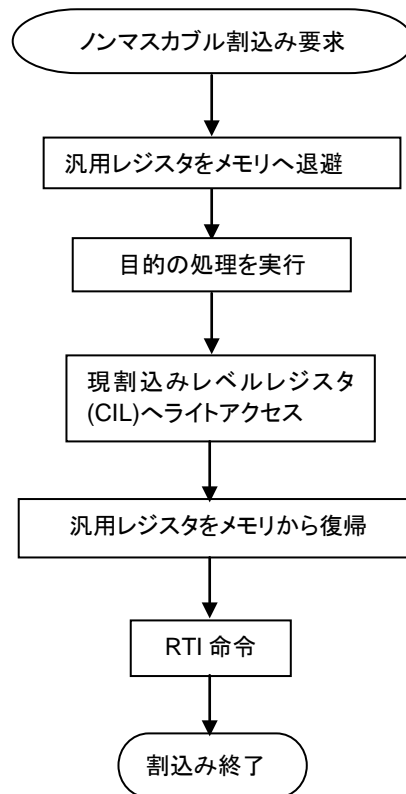 ノンマスカブル割込み要求
汎用レジスタをメモリへ退避
目的の処理を実行
現割込みレベルレジスタ
(CIL)へライトアクセス
汎用レジスタをメモリから復帰
RTI 命令
割込み終了